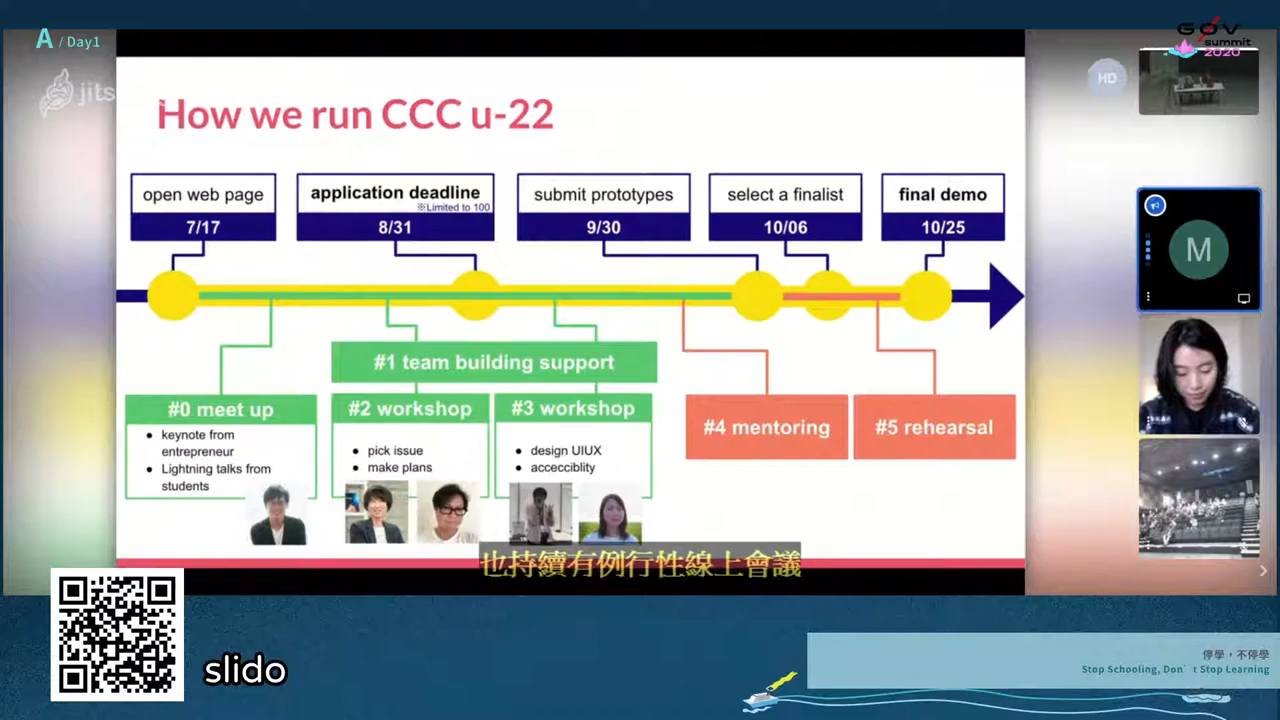 A / Day1
GOV
summit
2020
jits
HD
How we run CCC u-22
open web page
7/17
application deadline
※Limited to 100
8/31
submit prototypes
9/30
select a finalist
10/06
final demo
10/25
M
#1 team building support
#0 meet up
keynote from
entrepreneur
Lightning talks from
students
#2 workshop
pick issue
make plans
#3 workshop
design UIUX
accecciblity
#4 mentoring
#5 rehearsal
也持續有例行性線上會議
slido
停學，不停學
Stop Schooling, Don't Stop Learning